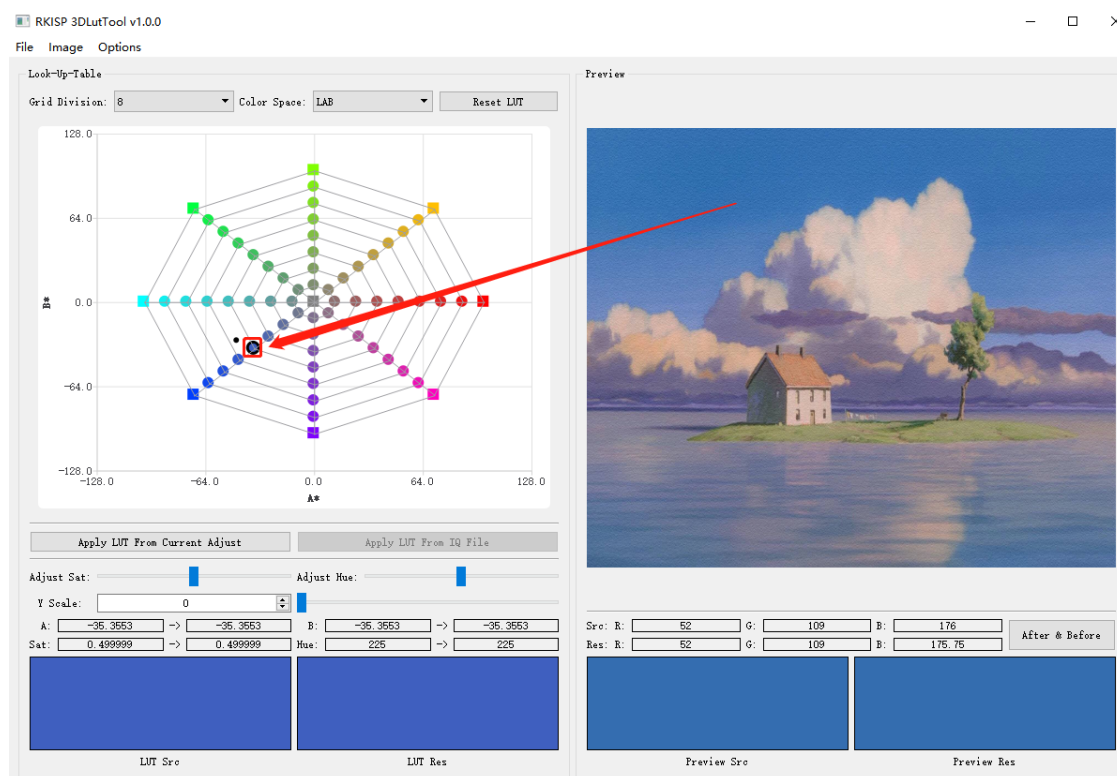 RKISP 3DLutTool v1.0.0
File Image Options
Look-Up-Table
Grid Division: 8 Color Space: LAB Reset LUT
128.0
64.0
0.0
-64.0
-128.0
B*
-128.0 -64.0 0.0 64.0 128.0
A*
Apply LUT From Current Adjust Apply LUT From IQ File
Adjust Sat: Adjust Hue:
Y Scale: 0
A: -35.3553 -> -35.3553 B: -35.3553 -> -35.3553
Sat: 0.499999 -> 0.499999 Hue: 225 -> 225
LUT Src LUT Res
Preview
Src: R: 52 G: 109 B: 176
Res: R: 52 G: 109 B: 175.75
After & Before
Preview Src Preview Res